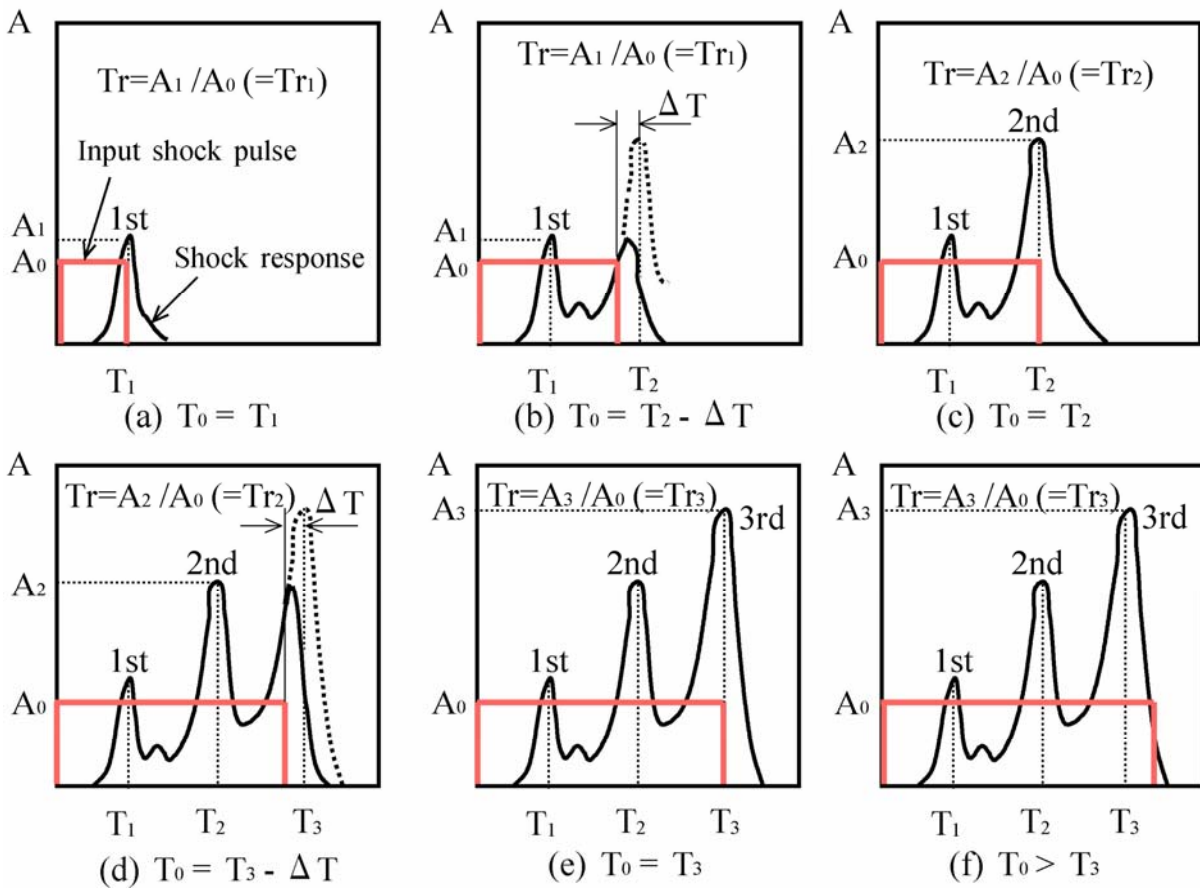 A
Tr=A₁/A₀(=Tr₁)
Input shock pulse
A₁
1st
A₀
Shock response
T₁
(a) T₀ = T₁
A
Tr=A₁/A₀(=Tr₁)
Δ T
A₁
1st
A₀
T₁ T₂
(b) T₀ = T₂ - Δ T
A
Tr=A₂/A₀(=Tr₂)
2nd
A₂
1st
A₀
T₁ T₂
(c) T₀ = T₂
A
Tr=A₂/A₀(=Tr₂)
Δ T
2nd
A₂
1st
A₀
T₁ T₂ T₃
(d) T₀ = T₃ - Δ T
A
Tr=A₃/A₀(=Tr₃)
A₃
3rd
2nd
1st
A₀
T₁ T₂ T₃
(e) T₀ = T₃
A
Tr=A₃/A₀(=Tr₃)
A₃
3rd
2nd
1st
A₀
T₁ T₂ T₃
(f) T₀ > T₃